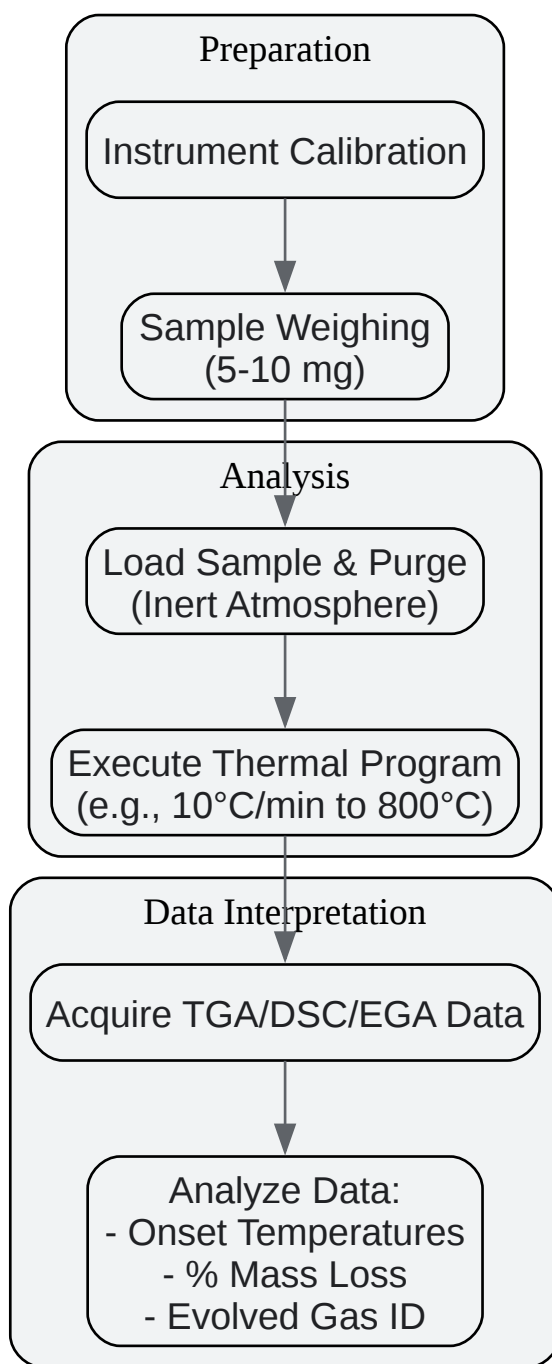 Preparation
Instrument Calibration
Sample Weighing
(5-10 mg)
Analysis
Load Sample & Purge
(Inert Atmosphere)
Execute Thermal Program
(e.g., 10°C/min to 800°C)
Data Interpretation
Acquire TGA/DSC/EGA Data
Analyze Data:
- Onset Temperatures
- % Mass Loss
- Evolved Gas ID